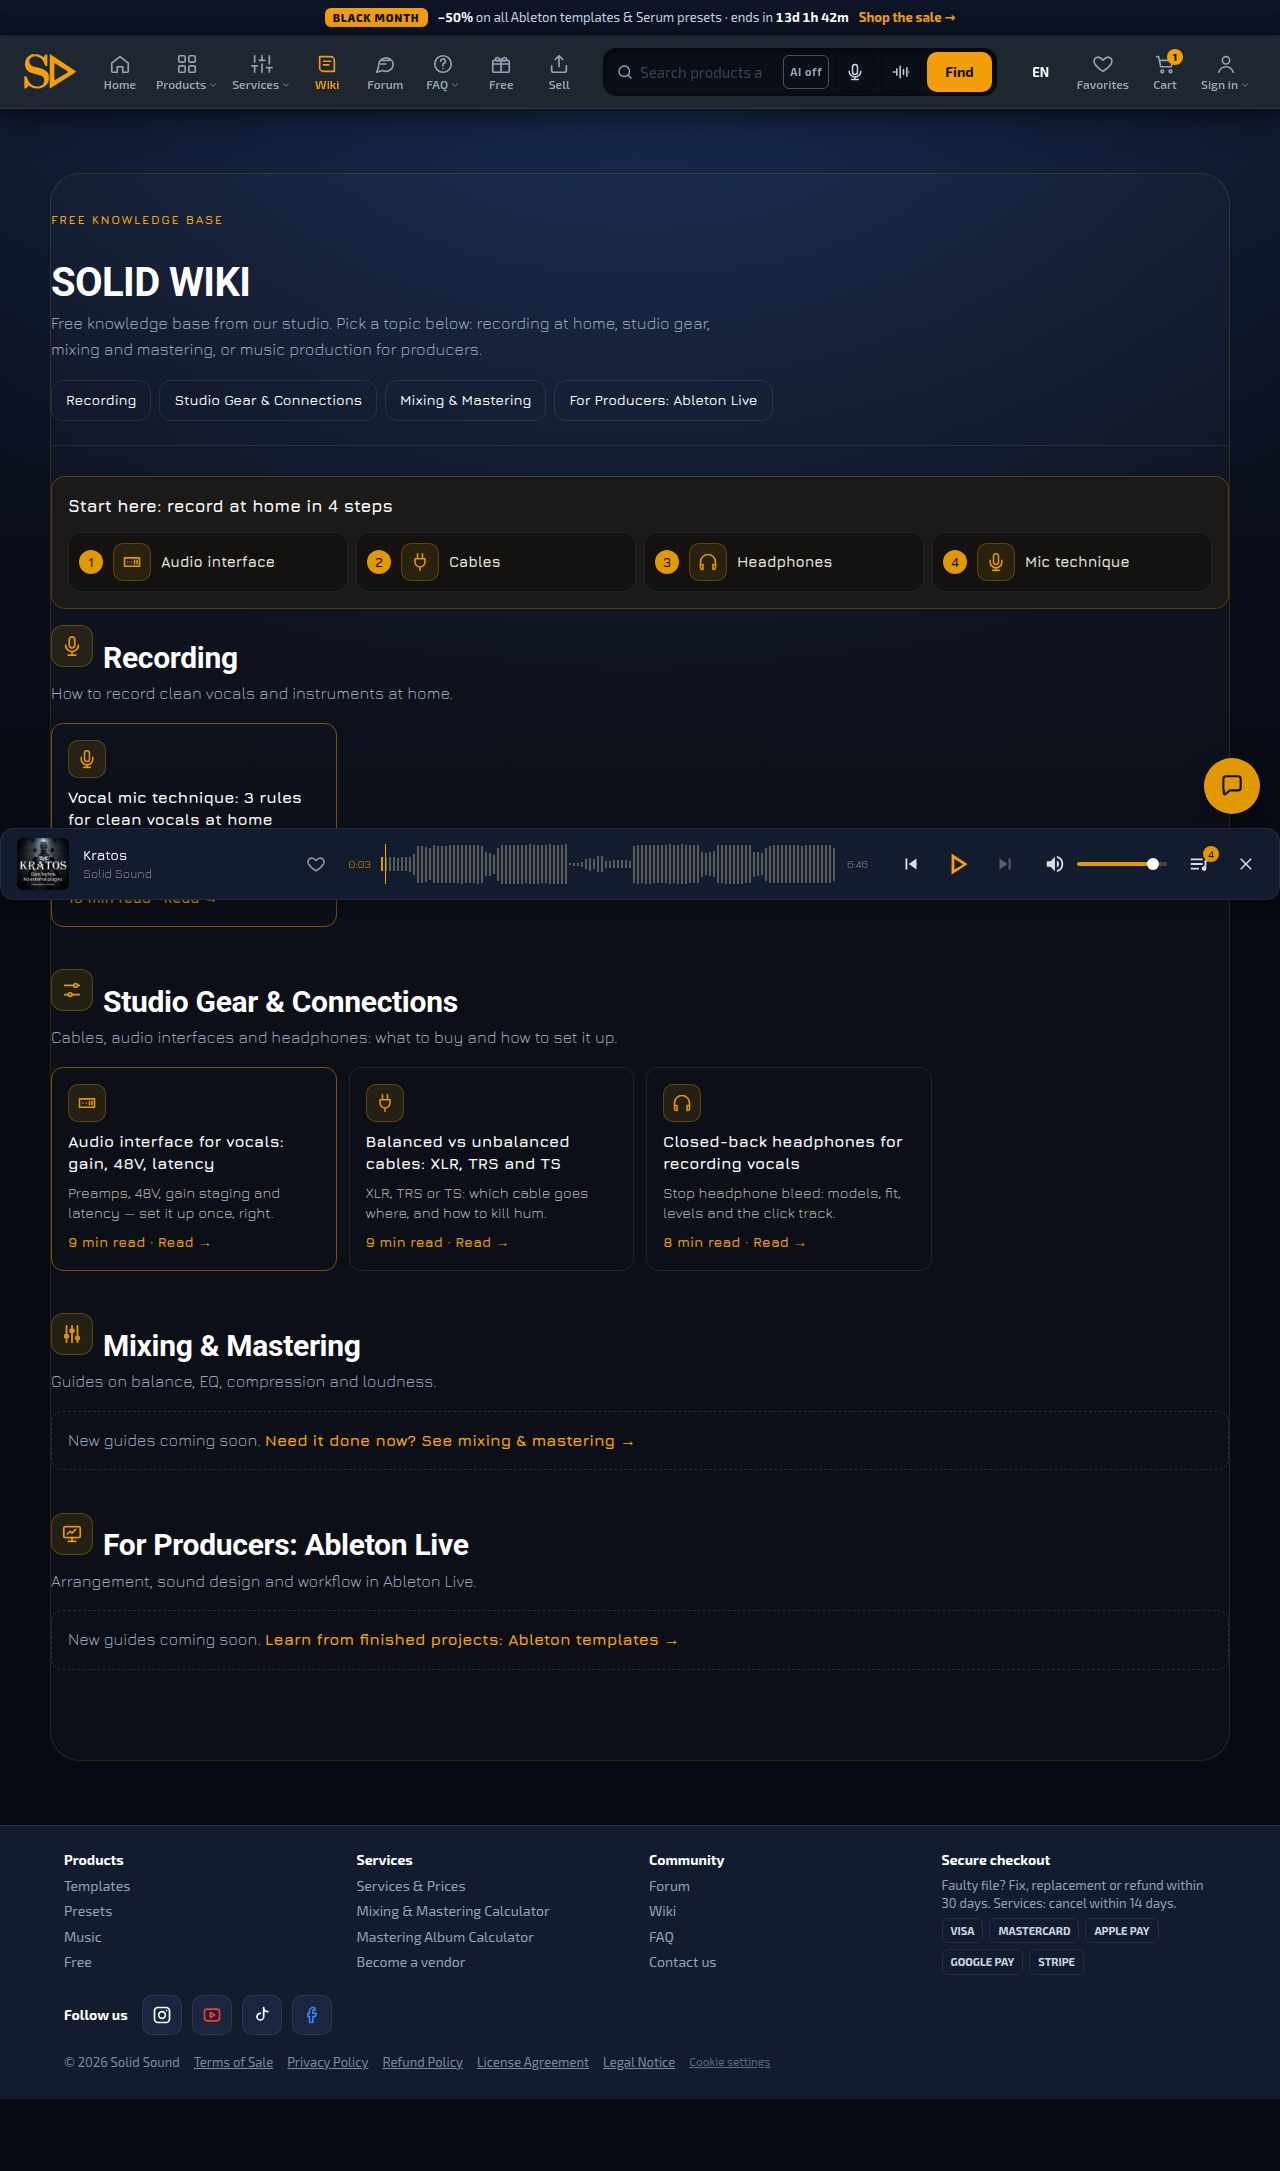 BLACK MONTH −50% on all Ableton templates & Serum presets · ends in 13d 1h 42m Shop the sale →
Home
Products
Services
Wiki
Forum
FAQ
Free
Sell
Search products a
AI off
Find
EN
Favorites
1
Cart
Sign in
FREE KNOWLEDGE BASE
SOLID WIKI
Free knowledge base from our studio. Pick a topic below: recording at home, studio gear,
mixing and mastering, or music production for producers.
Recording
Studio Gear & Connections
Mixing & Mastering
For Producers: Ableton Live
Start here: record at home in 4 steps
1 Audio interface
2 Cables
3 Headphones
4 Mic technique
Recording
How to record clean vocals and instruments at home.
Vocal mic technique: 3 rules
for clean vocals at home
KRATOS
Kratos
Solid Sound
0:03
6:46
4
Studio Gear & Connections
Cables, audio interfaces and headphones: what to buy and how to set it up.
Audio interface for vocals:
gain, 48V, latency
Preamps, 48V, gain staging and
latency — set it up once, right.
9 min read · Read →
Balanced vs unbalanced
cables: XLR, TRS and TS
XLR, TRS or TS: which cable goes
where, and how to kill hum.
9 min read · Read →
Closed-back headphones for
recording vocals
Stop headphone bleed: models, fit,
levels and the click track.
8 min read · Read →
Mixing & Mastering
Guides on balance, EQ, compression and loudness.
New guides coming soon. Need it done now? See mixing & mastering →
For Producers: Ableton Live
Arrangement, sound design and workflow in Ableton Live.
New guides coming soon. Learn from finished projects: Ableton templates →
Products
Templates
Presets
Music
Free
Services
Services & Prices
Mixing & Mastering Calculator
Mastering Album Calculator
Become a vendor
Community
Forum
Wiki
FAQ
Contact us
Secure checkout
Faulty file? Fix, replacement or refund within
30 days. Services: cancel within 14 days.
VISA MASTERCARD APPLE PAY
GOOGLE PAY STRIPE
Follow us
© 2026 Solid Sound Terms of Sale Privacy Policy Refund Policy License Agreement Legal Notice Cookie settings